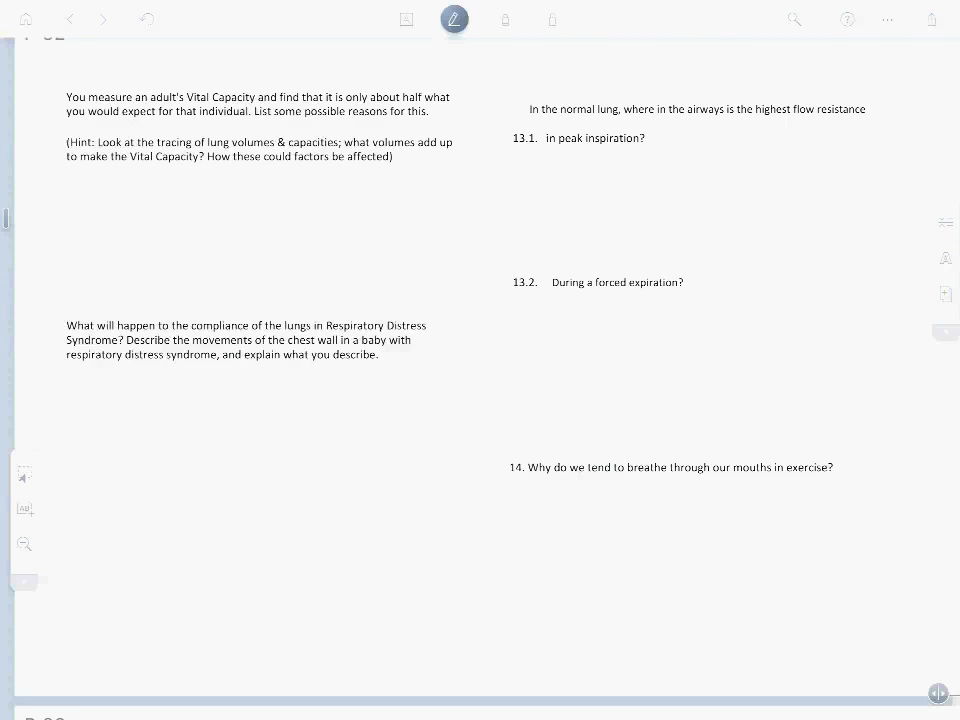 You measure an adult's Vital Capacity and find that it is only about half what
you would expect for that individual. List some possible reasons for this.
(Hint: Look at the tracing of lung volumes & capacities; what volumes add up
to make the Vital Capacity? How these could factors be affected)
What will happen to the compliance of the lungs in Respiratory Distress
Syndrome? Describe the movements of the chest wall in a baby with
respiratory distress syndrome, and explain what you describe.
In the normal lung, where in the airways is the highest flow resistance
13.1. in peak inspiration?
13.2. During a forced expiration?
14. Why do we tend to breathe through our mouths in exercise?